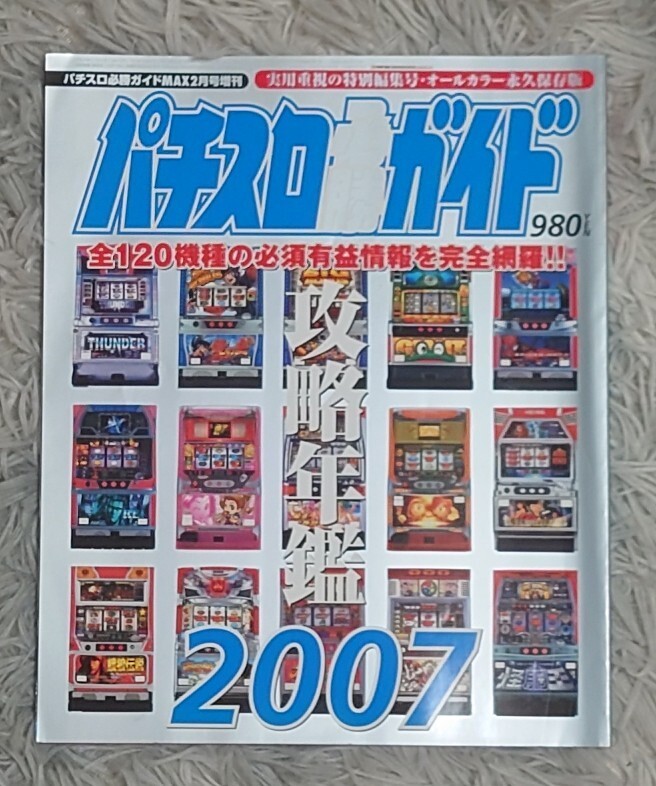 パチスロ必勝ガイドMAX2月号増刊
実用重視の特別編集号・オールカラー永久保存版
パチスロ ガイド
980
全120機種の必須有益情報を完全網羅!!
攻略年鑑
THUNDER
2007